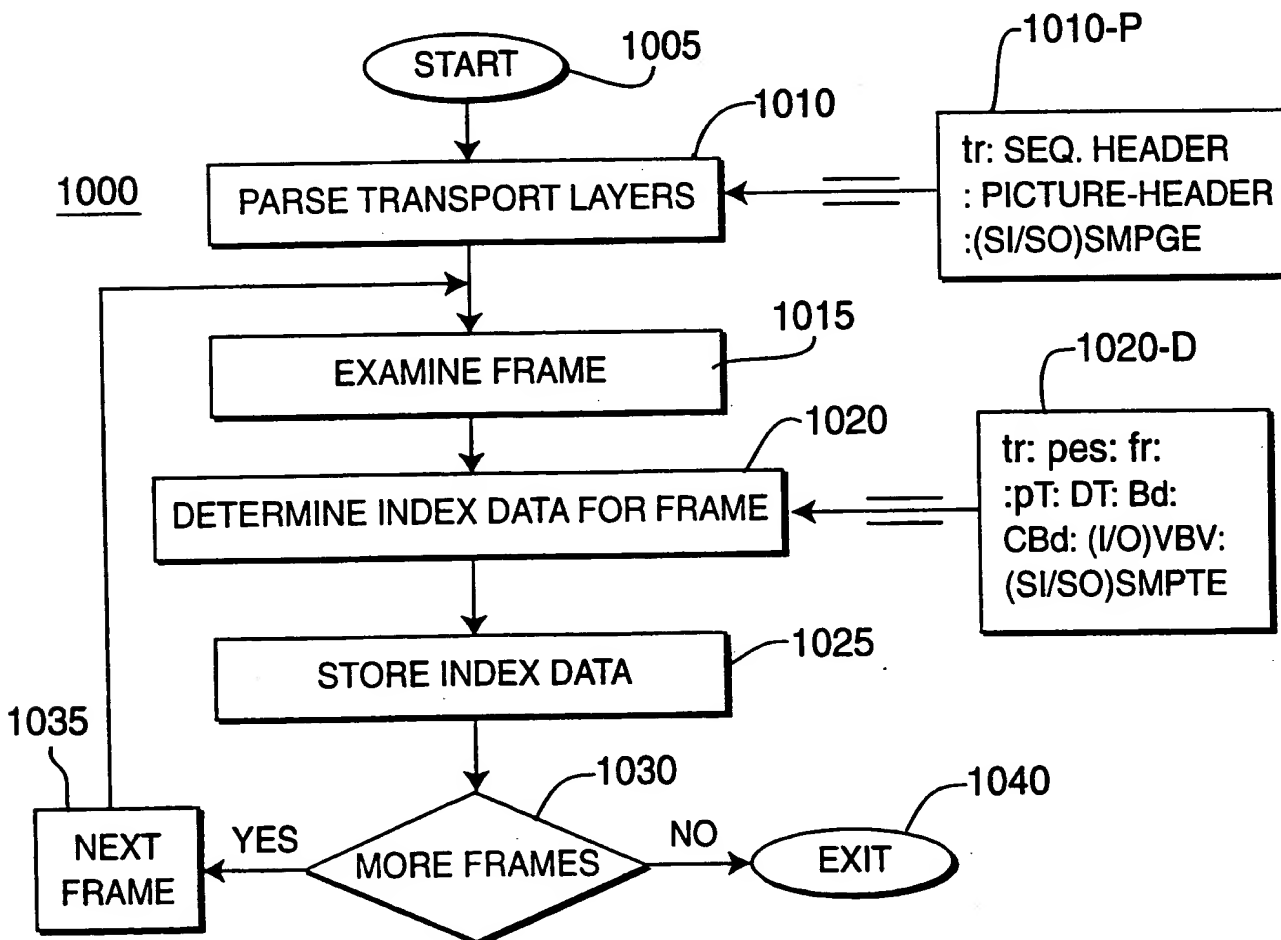 START
1005
1010-P
1010
tr: SEQ. HEADER
: PICTURE-HEADER
:(SI/SO)SMPGE
1000
PARSE TRANSPORT LAYERS
1015
EXAMINE FRAME
1020-D
1020
tr: pes: fr:
:pT: DT: Bd:
CBd: (I/O)VBV:
(SI/SO)SMPTE
DETERMINE INDEX DATA FOR FRAME
1025
STORE INDEX DATA
1035
1030
1040
NEXT
FRAME
YES
MORE FRAMES
NO
EXIT